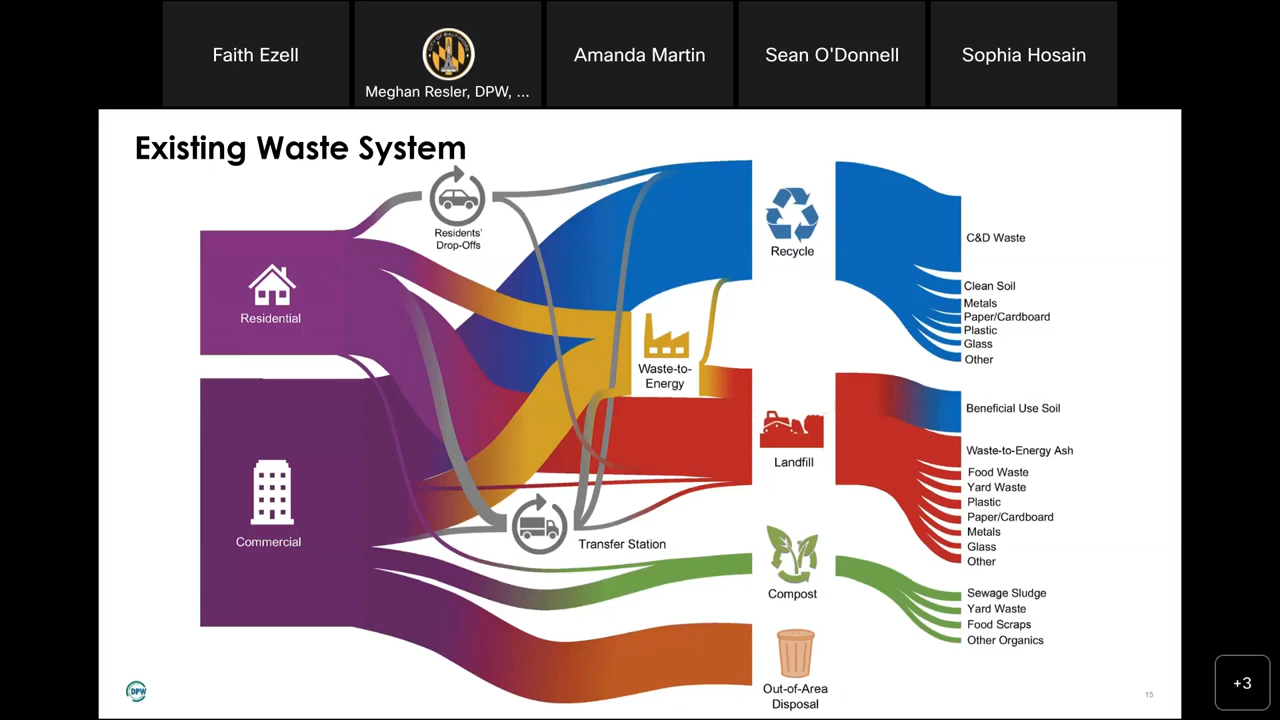 Faith Ezell
Meghan Resler, DPW, ...
Amanda Martin
Sean O'Donnell
Sophia Hosain
Existing Waste System
Residents'
Drop-Offs
Residential
Commercial
Waste-to-
Energy
Transfer Station
Recycle
Landfill
Compost
Out-of-Area
Disposal
C&D Waste
Clean Soil
Metals
Paper/Cardboard
Plastic
Glass
Other
Beneficial Use Soil
Waste-to-Energy Ash
Food Waste
Yard Waste
Plastic
Paper/Cardboard
Metals
Glass
Other
Sewage Sludge
Yard Waste
Food Scraps
Other Organics
DPW
15
+3